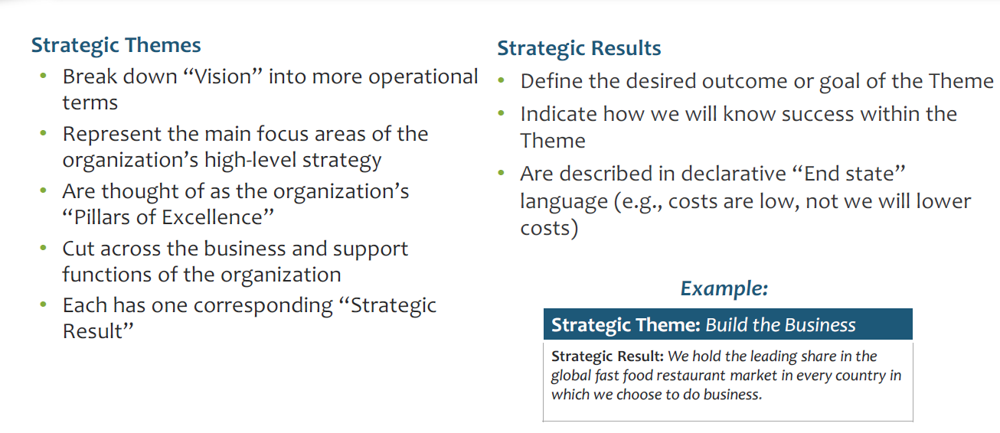 Strategic Themes
• Break down “Vision” into more operational
terms
• Represent the main focus areas of the
organization’s high-level strategy
• Are thought of as the organization’s
“Pillars of Excellence”
• Cut across the business and support
functions of the organization
• Each has one corresponding “Strategic
Result”
Strategic Results
• Define the desired outcome or goal of the Theme
• Indicate how we will know success within the
Theme
• Are described in declarative “End state”
language (e.g., costs are low, not we will lower
costs)
Example:
Strategic Theme: Build the Business
Strategic Result: We hold the leading share in the
global fast food restaurant market in every country in
which we choose to do business.